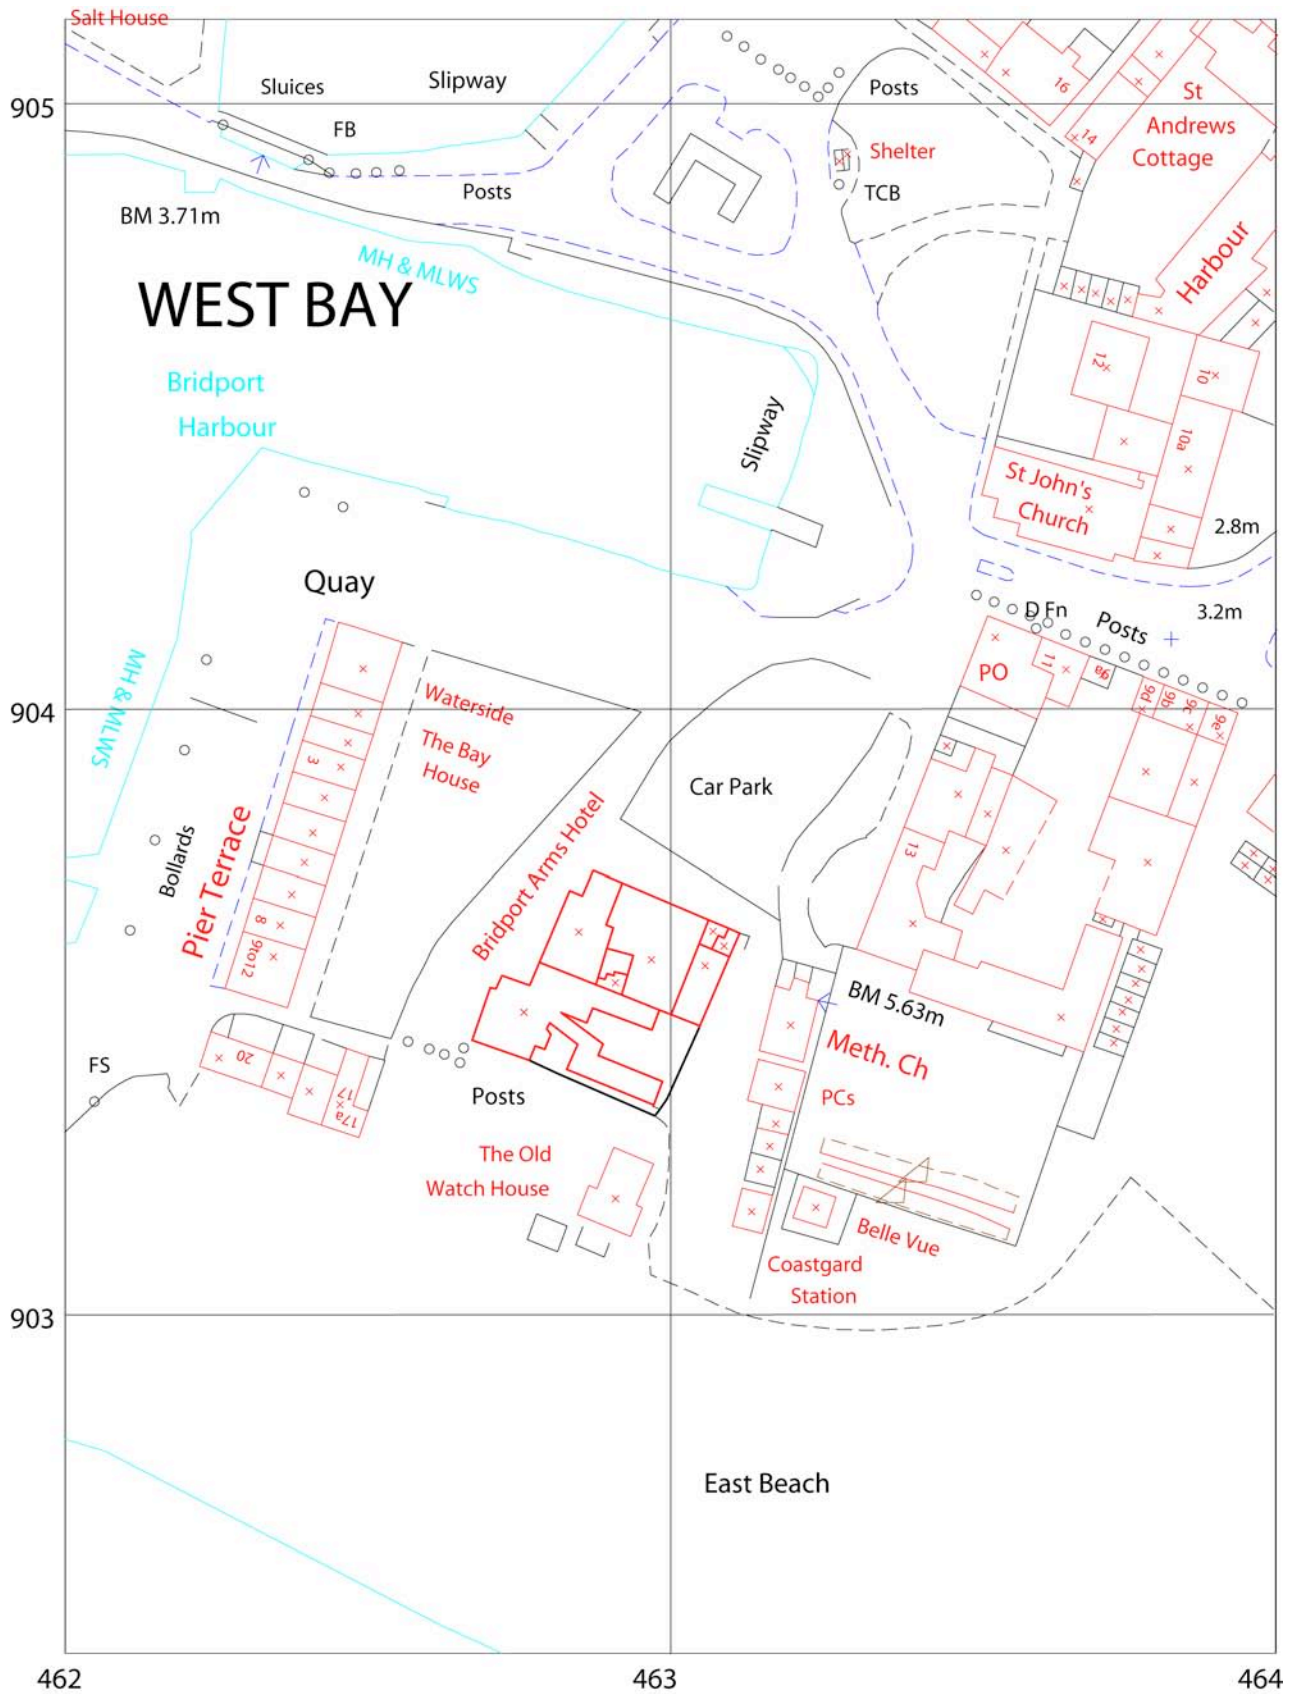 Salt House
905
Sluices
Slipway
FB
Posts
BM 3.71m
MH & MLWS
WEST BAY
Bridport
Harbour
Posts
Shelter
TCB
16
14
St
Andrews
Cottage
Harbour
12
10
10a
St John's
Church
2.8m
Slipway
Quay
D Fn
Posts
3.2m
PO
11
9a
9d
9b
9c
9e
904
MH & MLWS
Waterside
The Bay
House
3
Pier Terrace
8
9to12
Bollards
Car Park
Bridport Arms Hotel
13
BM 5.63m
Meth. Ch
PCs
FS
20
17
17a
Posts
The Old
Watch House
Belle Vue
Coastgard
Station
903
East Beach
462
463
464